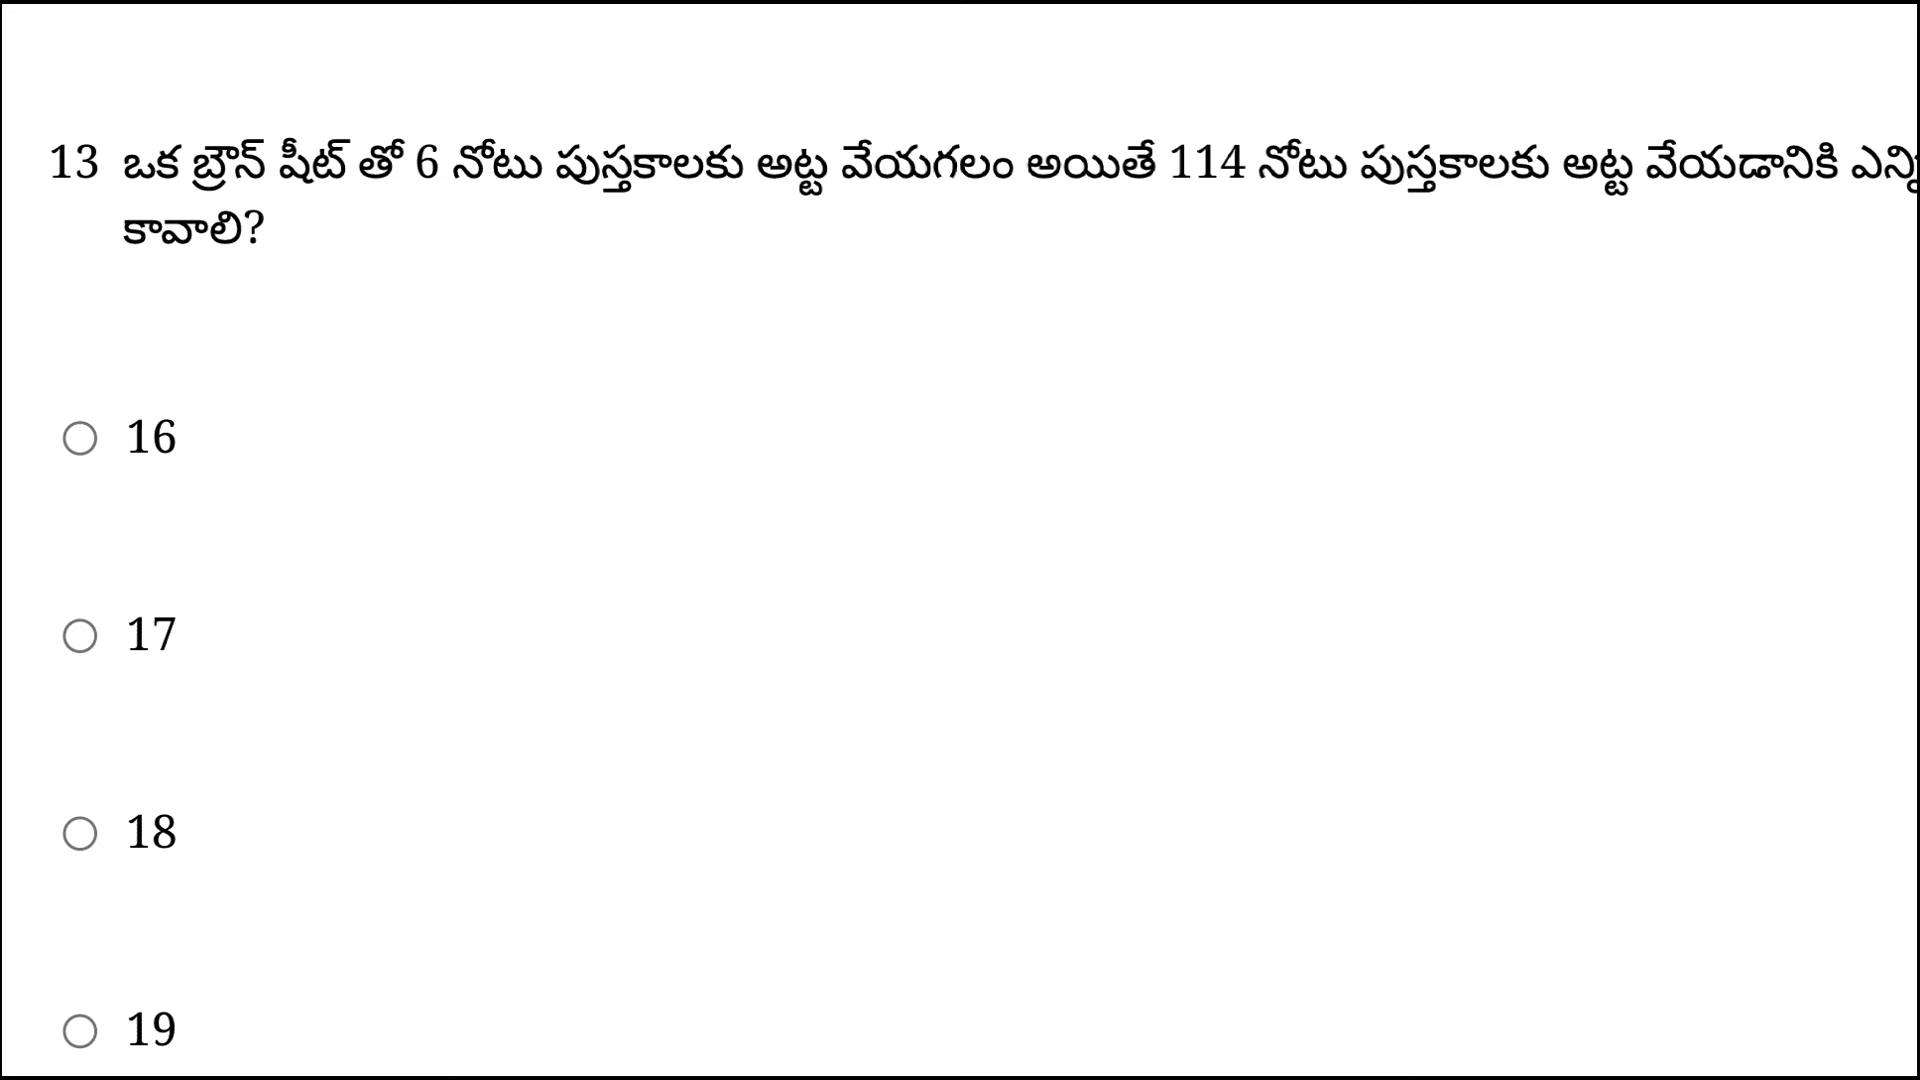 13 ఒక బ్రౌన్ షీట్ తో 6 నోటు పుస్తకాలకు అట్ట వేయగలం అయితే 114 నోటు పుస్తకాలకు అట్ట వేయడానికి
కావాలి?
16
17
18
19